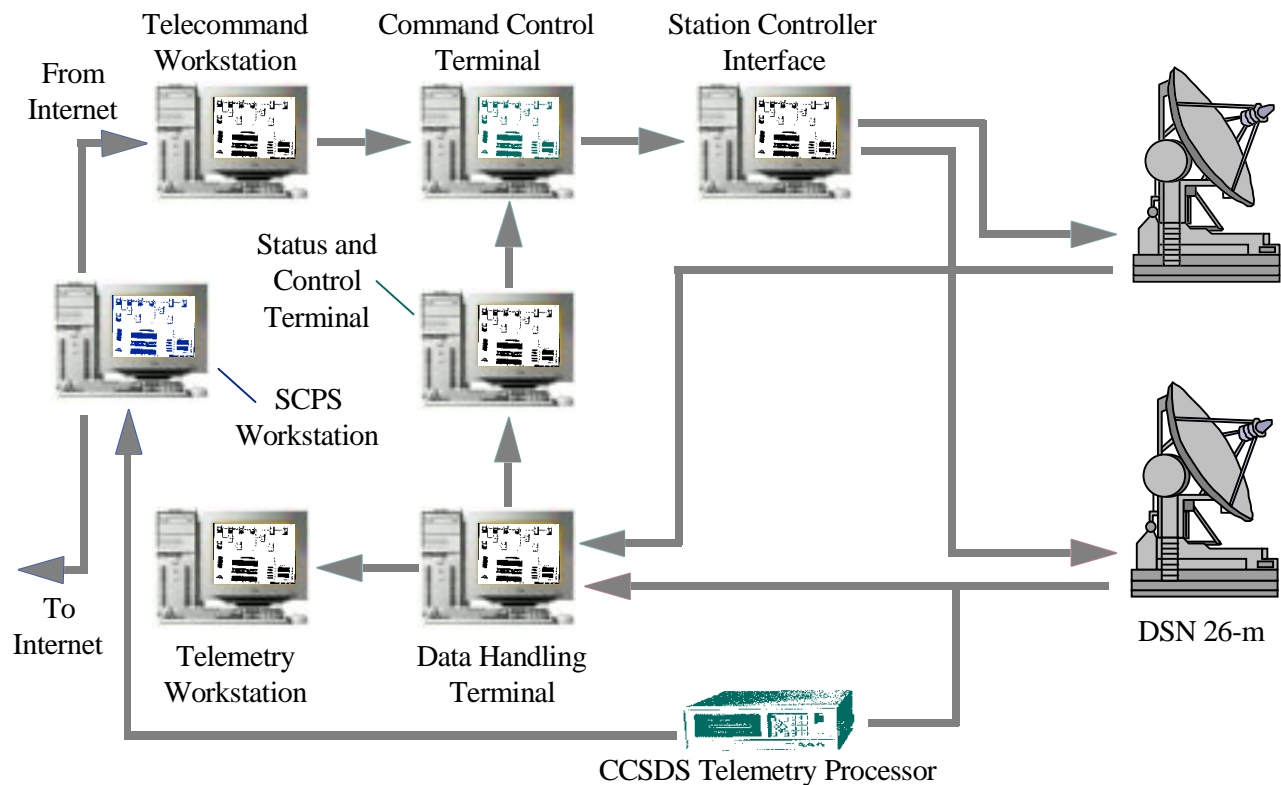 Telecommand
Workstation
Command Control
Terminal
Station Controller
Interface
From
Internet
Status and
Control
Terminal
SCPS
Workstation
To
Internet
Telemetry
Workstation
Data Handling
Terminal
DSN 26-m
CCSDS Telemetry Processor